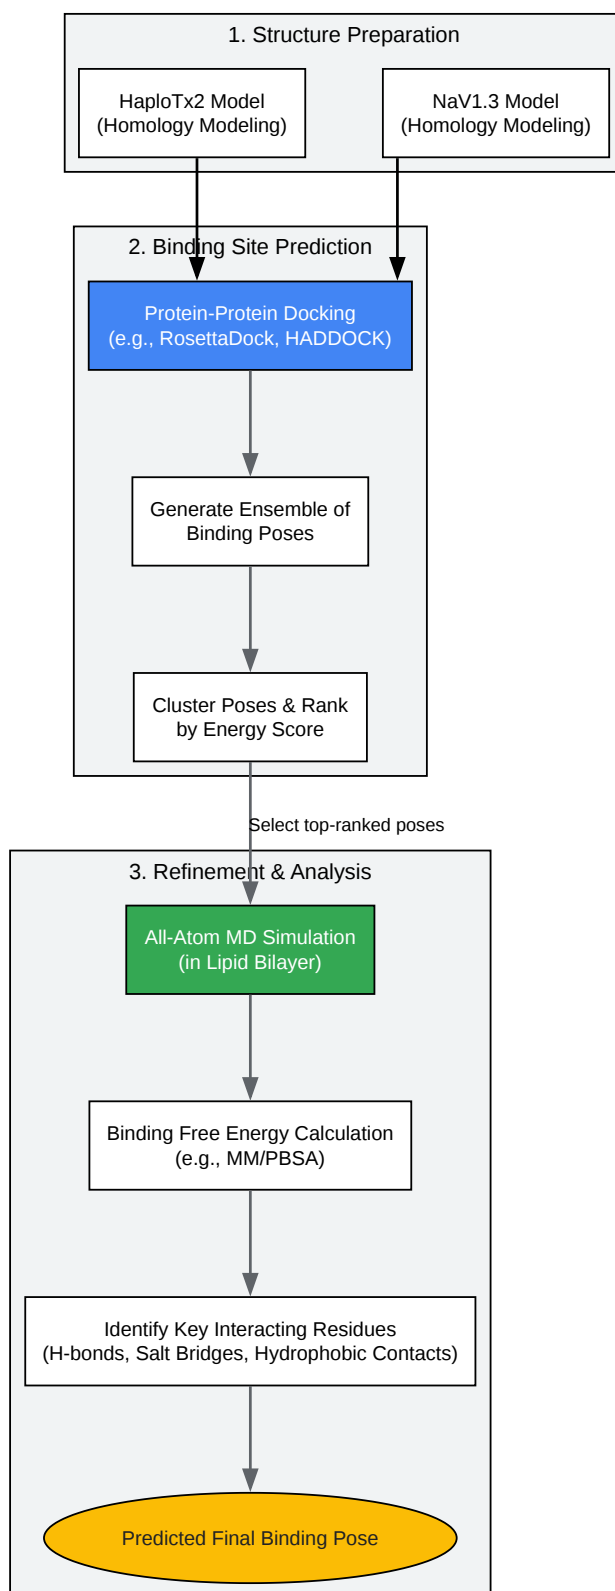 1. Structure Preparation
HaploTx2 Model
(Homology Modeling)
NaV1.3 Model
(Homology Modeling)
2. Binding Site Prediction
Protein-Protein Docking
(e.g., RosettaDock, HADDOCK)
Generate Ensemble of
Binding Poses
Cluster Poses & Rank
by Energy Score
Select top-ranked poses
3. Refinement & Analysis
All-Atom MD Simulation
(in Lipid Bilayer)
Binding Free Energy Calculation
(e.g., MM/PBSA)
Identify Key Interacting Residues
(H-bonds, Salt Bridges, Hydrophobic Contacts)
Predicted Final Binding Pose